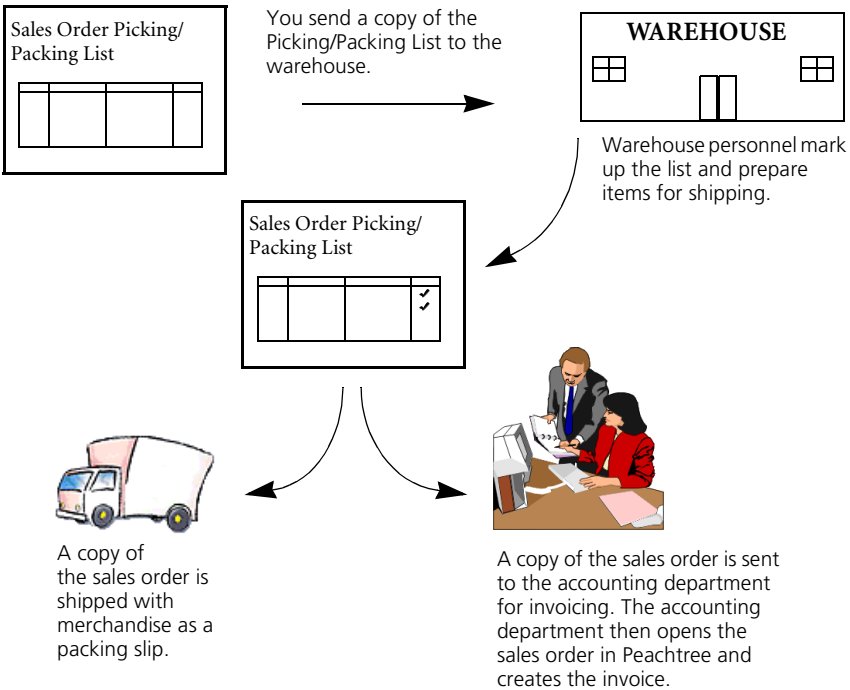 Sales Order Picking/
Packing List
You send a copy of the
Picking/Packing List to the
warehouse.
WAREHOUSE
Warehouse personnel mark
up the list and prepare
items for shipping.
Sales Order Picking/
Packing List
A copy of
the sales order is
shipped with
merchandise as a
packing slip.
A copy of the sales order is sent
to the accounting department
for invoicing. The accounting
department then opens the
sales order in Peachtree and
creates the invoice.